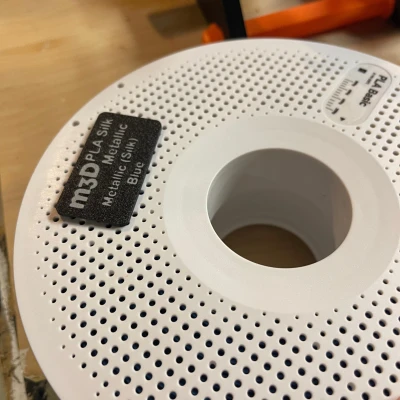 m3D PLA Silk
Metallic
Metallic (Silk)
Blue
PLA Basic